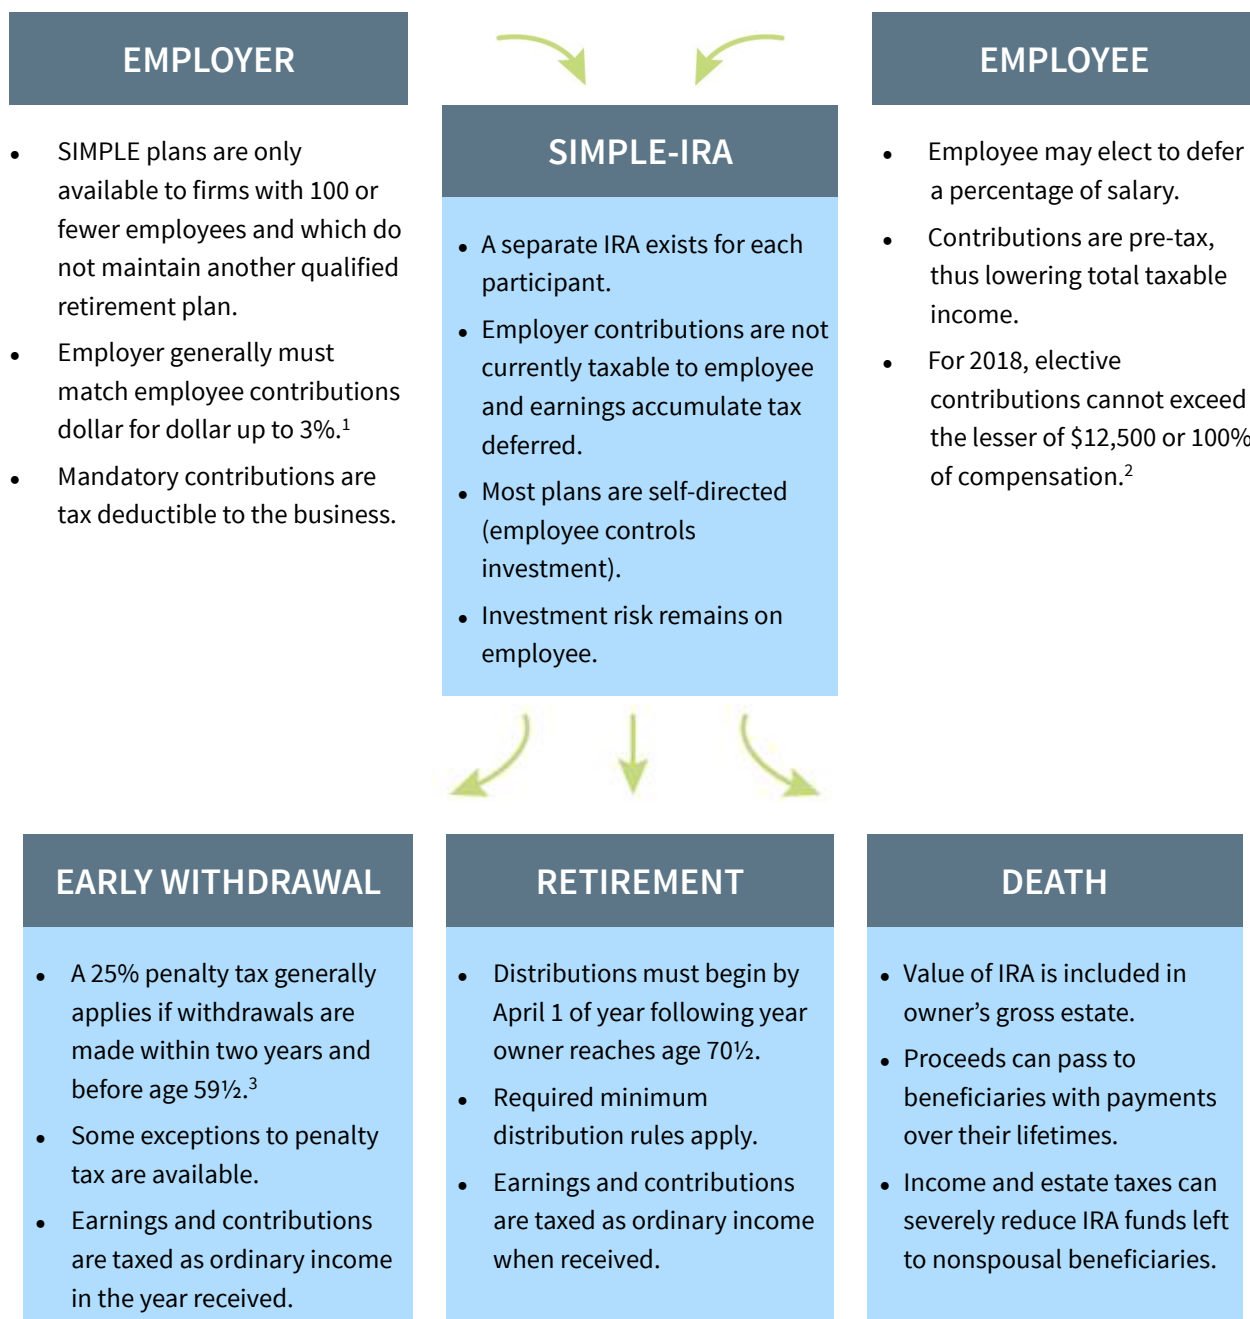 EMPLOYER
• SIMPLE plans are only
available to firms with 100 or
fewer employees and which do
not maintain another qualified
retirement plan.
• Employer generally must
match employee contributions
dollar for dollar up to 3%.¹
• Mandatory contributions are
tax deductible to the business.
SIMPLE-IRA
• A separate IRA exists for each
participant.
• Employer contributions are not
currently taxable to employee
and earnings accumulate tax
deferred.
• Most plans are self-directed
(employee controls
investment).
• Investment risk remains on
employee.
EMPLOYEE
• Employee may elect to defer
a percentage of salary.
• Contributions are pre-tax,
thus lowering total taxable
income.
• For 2018, elective
contributions cannot exceed
the lesser of $12,500 or 100%
of compensation.²
EARLY WITHDRAWAL
• A 25% penalty tax generally
applies if withdrawals are
made within two years and
before age 59½.³
• Some exceptions to penalty
tax are available.
• Earnings and contributions
are taxed as ordinary income
in the year received.
RETIREMENT
• Distributions must begin by
April 1 of year following year
owner reaches age 70½.
• Required minimum
distribution rules apply.
• Earnings and contributions
are taxed as ordinary income
when received.
DEATH
• Value of IRA is included in
owner’s gross estate.
• Proceeds can pass to
beneficiaries with payments
over their lifetimes.
• Income and estate taxes can
severely reduce IRA funds left
to nonspousal beneficiaries.